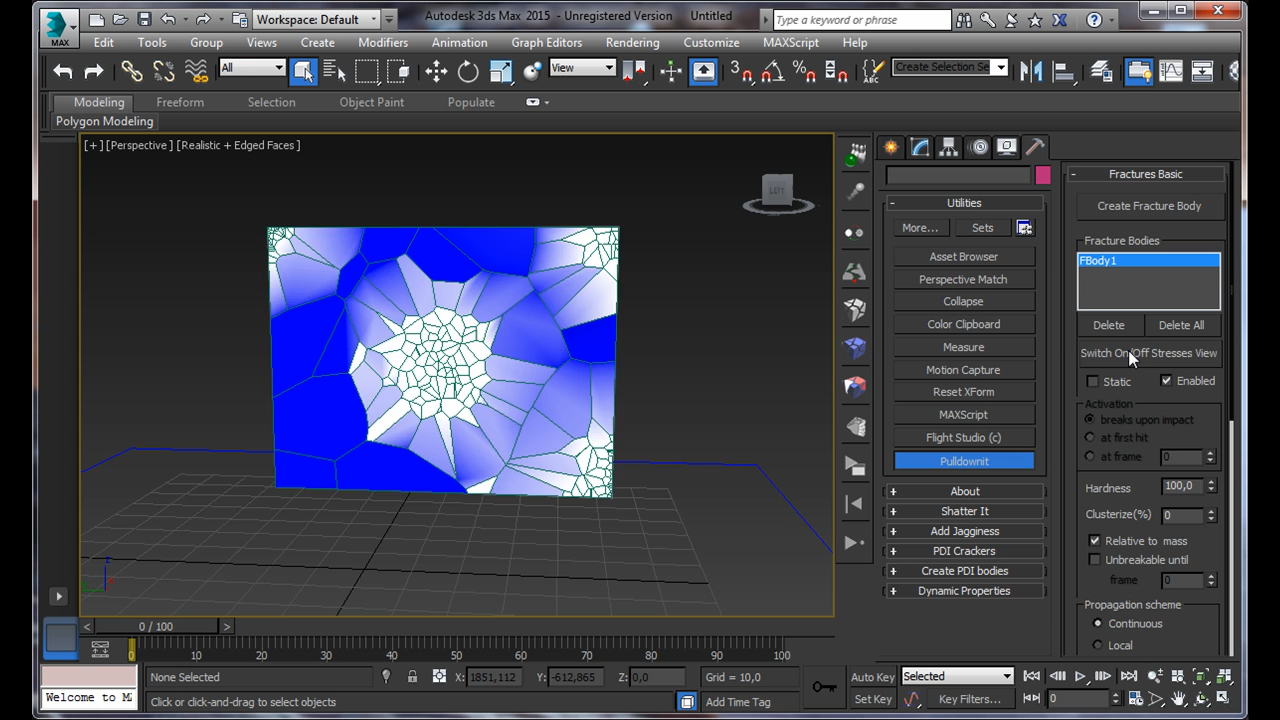 MAX
Workspace: Default
Autodesk 3ds Max 2015 - Unregistered Version
Untitled
Type a keyword or phrase
Edit Tools Group Views Create Modifiers Animation Graph Editors Rendering Customize MAXScript Help
All
View
3
Create Selection Se
ABC
Modeling Freeform Selection Object Paint Populate
Polygon Modeling
[+] [Perspective] [Realistic + Edged Faces]
Utilities
More... Sets
Asset Browser
Perspective Match
Collapse
Color Clipboard
Measure
Motion Capture
Reset XForm
MAXScript
Flight Studio (c)
Pulldownit
+ About
+ Shatter It
+ Add Jagginess
+ PDI Crackers
+ Create PDI bodies
+ Dynamic Properties
- Fractures Basic
Create Fracture Body
Fracture Bodies
FBody1
Delete Delete All
Switch On/Off Stresses View
Static Enabled
Activation
breaks upon impact
at first hit
at frame 0
Hardness 100,0
Clusterize(%) 0
Relative to mass
Unbreakable until
frame 0
Propagation scheme
Continuous
Local
< 0 / 100 >
0 10 20 30 40 50 60 70 80 90 100
None Selected
X: 1851,112 Y: -612,865 Z: 0,0
Grid = 10,0
Auto Key
Selected
Welcome to MA
Click or click-and-drag to select objects
Add Time Tag
Set Key
Key Filters...
0